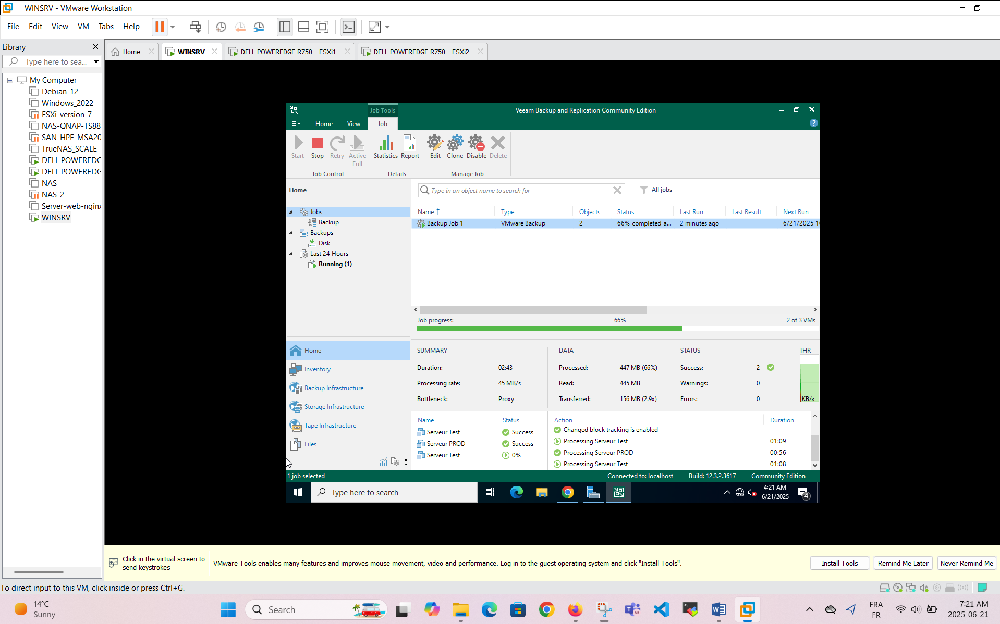 WINSRV - VMware Workstation
File Edit View VM Tabs Help
Library
Type here to sea...
My Computer
Debian-12
Windows_2022
ESXi_version_7
NAS-QNAP-TS88
SAN-HPE-MSA20
TrueNAS_SCALE
DELL POWEREDG
DELL POWEREDG
NAS
NAS_2
Server-web-nginx
WINSRV
Home
WINSRV
DELL POWEREDGE R750 - ESXi1
DELL POWEREDGE R750 - ESXi2
Job Tools
Veeam Backup and Replication Community Edition
Home View Job
Start
Stop
Retry
Active Full
Job Control
Statistics
Report
Details
Edit
Clone
Disable
Delete
Manage Job
Home
Jobs
Backup
Backups
Disk
Last 24 Hours
Running (1)
Home
Inventory
Backup Infrastructure
Storage Infrastructure
Tape Infrastructure
Files
Type in an object name to search for
All jobs
Name Type Objects Status Last Run Last Result Next Run
Backup Job 1 VMware Backup 2 66% completed a... 2 minutes ago 6/21/2025 1
Job progress: 66% 2 of 3 VMs
SUMMARY
Duration: 02:43
Processing rate: 45 MB/s
Bottleneck: Proxy
DATA
Processed: 447 MB (66%)
Read: 445 MB
Transferred: 156 MB (2.9x)
STATUS
Success: 2
Warnings: 0
Errors: 0
THR
KB/s
Name Status
Serveur Test Success
Serveur PROD Success
Serveur Test 0%
Action Duration
Changed block tracking is enabled
Processing Serveur Test 01:09
Processing Serveur PROD 00:56
Processing Serveur Test 01:08
1 job selected
Connected to: localhost
Build: 12.3.2.3617
Community Edition
Type here to search
4:21 AM
6/21/2025
4
Click in the virtual screen to
send keystrokes
VMware Tools enables many features and improves mouse movement, video and performance. Log in to the guest operating system and click "Install Tools".
Install Tools
Remind Me Later
Never Remind Me
To direct input to this VM, click inside or press Ctrl+G.
14°C
Sunny
Search
FRA
FR
7:21 AM
2025-06-21